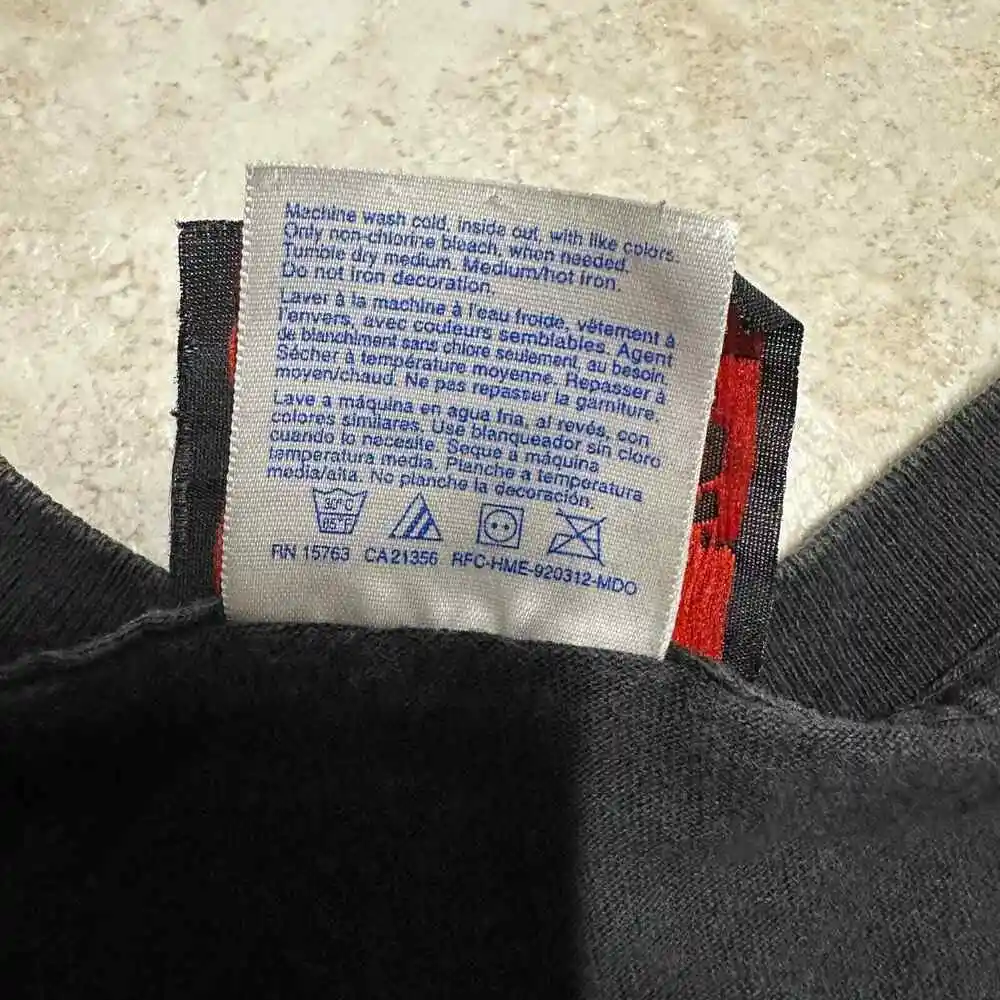 Machine wash cold, inside out, with like colors.
Only non-chlorine bleach, when needed.
Tumble dry medium. Medium/hot iron.
Do not iron decoration.
Laver à la machine à l'eau froide, vêtement à
l'envers, avec couleurs semblables. Agent
de blanchiment sans chlore seulement, au besoin.
Sécher à température moyenne. Repasser à
moyen/chaud. Ne pas repasser la garniture.
Lave a máquina en agua fria, al revés, con
colores similares. Use blanqueador sin cloro
cuando lo necesite. Seque a máquina
temperatura media. Planche a temperatura
media/alta. No planche la decoración.
30°C
RN 15763 CA 21356 RFC-HME-920312-MDO